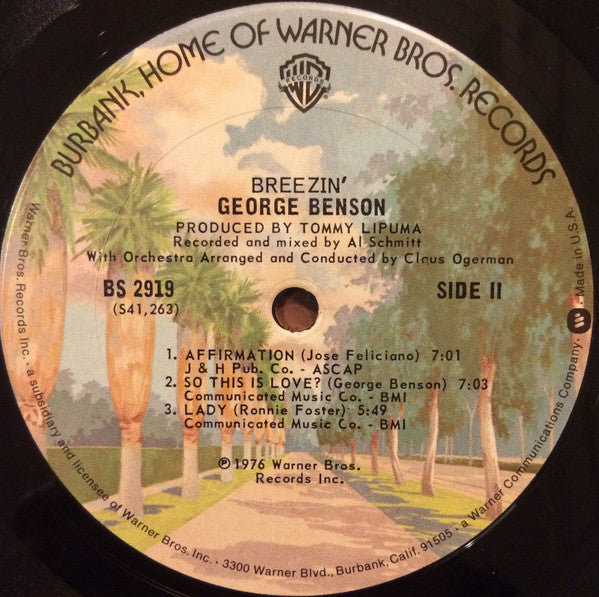 BURBANK, HOME OF WARNER BROS. RECORDS
WB
RECORDS
BREEZIN'
GEORGE BENSON
PRODUCED BY TOMMY LIPUMA
Recorded and mixed by Al Schmitt
With Orchestra Arranged and Conducted by Claus Ogerman
BS 2919
(S41,263)
SIDE II
1. AFFIRMATION (Jose Feliciano) 7:01
J & H Pub. Co. - ASCAP
2. SO THIS IS LOVE? (George Benson) 7:03
Communicated Music Co. - BMI
3. LADY (Ronnie Foster) 5:49
Communicated Music Co. - BMI
℗ 1976 Warner Bros.
Records Inc.
Warner Bros. Records Inc. · a subsidiary and licensee of Warner Bros. Inc. · 3300 Warner Blvd., Burbank, Calif. 91505 · a Warner Communications Company · Made in U.S.A.